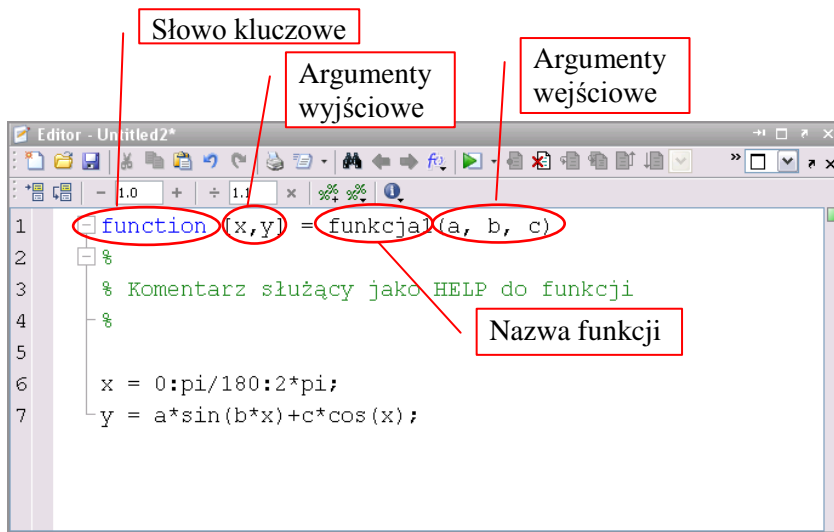 Słowo kluczowe
Argumenty
wyjściowe
Argumenty
wejściowe
Editor - Untitled2*
- 1.0 + ÷ 1.1 ×
1 function [x,y] = funkcja1(a, b, c)
2 %
3 % Komentarz służący jako HELP do funkcji
4 %
Nazwa funkcji
5
6 x = 0:pi/180:2*pi;
7 y = a*sin(b*x)+c*cos(x);